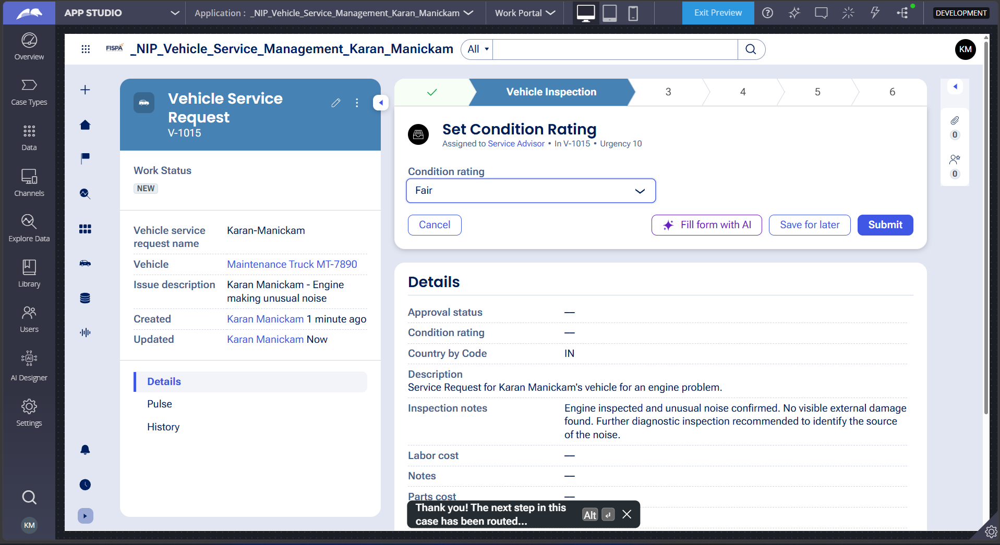 APP STUDIO
Application : _NIP_Vehicle_Service_Management_Karan_Manickam
Work Portal
Exit Preview
DEVELOPMENT
Overview
Case Types
Data
Channels
Explore Data
Library
Users
AI
AI Designer
Settings
KM
FISPA
_NIP_Vehicle_Service_Management_Karan_Manickam
All
KM
Vehicle Service
Request
V-1015
Work Status
NEW
Vehicle service
request name
Karan-Manickam
Vehicle
Maintenance Truck MT-7890
Issue description
Karan Manickam - Engine
making unusual noise
Created
Karan Manickam 1 minute ago
Updated
Karan Manickam Now
Details
Pulse
History
Vehicle Inspection
3
4
5
6
Set Condition Rating
Assigned to Service Advisor • In V-1015 • Urgency 10
Condition rating
Fair
Cancel
Fill form with AI
Save for later
Submit
0
0
Details
Approval status
—
Condition rating
—
Country by Code
IN
Description
Service Request for Karan Manickam's vehicle for an engine problem.
Inspection notes
Engine inspected and unusual noise confirmed. No visible external damage
found. Further diagnostic inspection recommended to identify the source
of the noise.
Labor cost
—
Notes
—
Parts cost
—
Thank you! The next step in this
case has been routed...
Alt